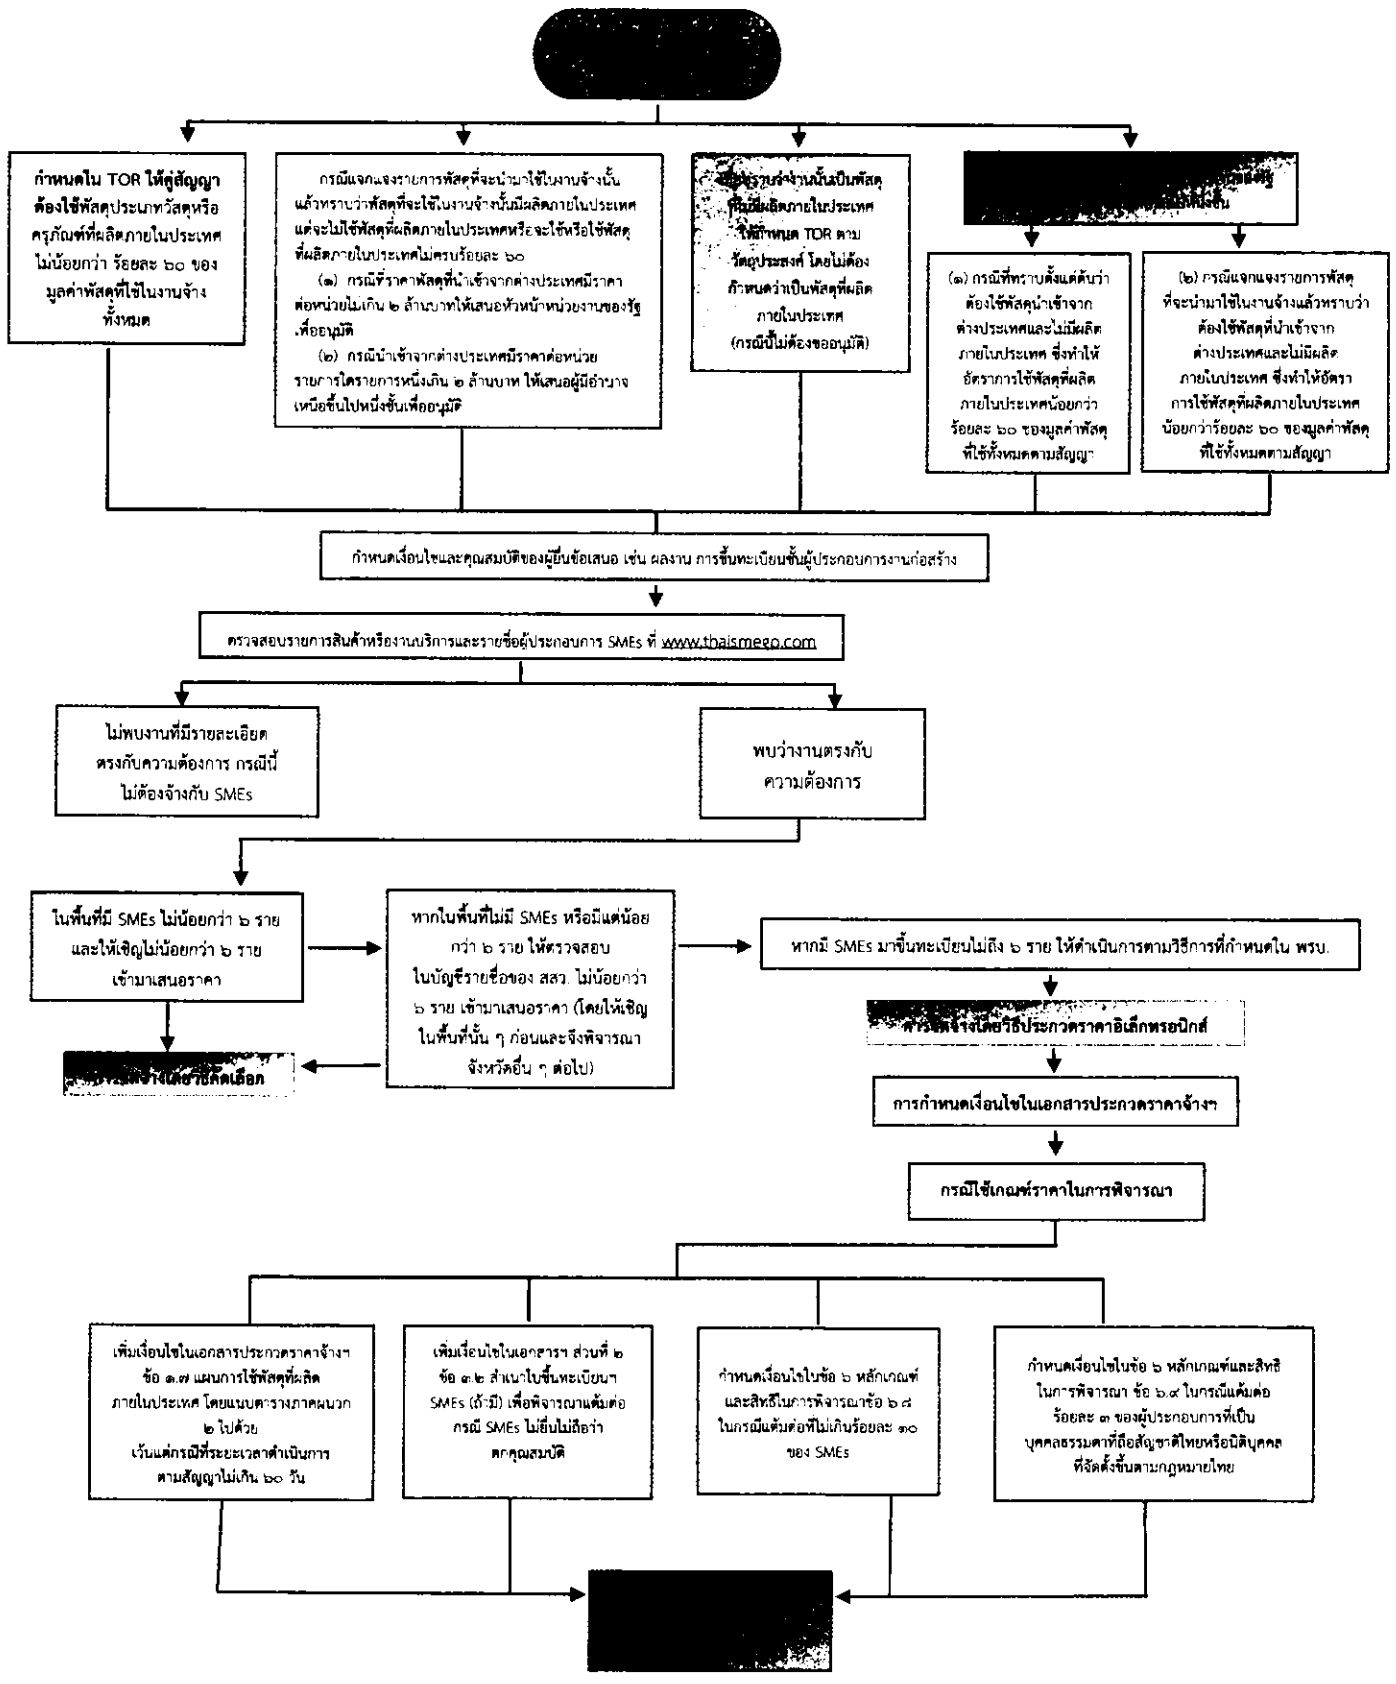 กำหนดใน TOR ให้คู่สัญญา
ต้องใช้พัสดุประเภทวัสดุหรือ
ครุภัณฑ์ที่ผลิตภายในประเทศ
ไม่น้อยกว่า ร้อยละ ๖๐ ของ
มูลค่าพัสดุที่ใช้ในงานจ้าง
ทั้งหมด
กรณีแจกแจงรายการพัสดุที่จะนำมาใช้ในงานจ้างนั้น
แล้วทราบว่าพัสดุที่จะใช้ในงานจ้างนั้นมีผลิตภายในประเทศ
แต่จะไม่ใช้พัสดุที่ผลิตภายในประเทศหรือจะใช้หรือใช้พัสดุ
ที่ผลิตภายในประเทศไม่ครบร้อยละ ๖๐
(๑) กรณีที่ราคาพัสดุที่นำเข้าจากต่างประเทศมีราคา
ต่อหน่วยไม่เกิน ๒ ล้านบาทให้เสนอหัวหน้าหน่วยงานของรัฐ
เพื่ออนุมัติ
(๒) กรณีนำเข้าจากต่างประเทศมีราคาต่อหน่วย
รายการใดรายการหนึ่งเกิน ๒ ล้านบาท ให้เสนอผู้มีอำนาจ
เหนือขึ้นไปหนึ่งชั้นเพื่ออนุมัติ
ทราบว่างานนั้นเป็นพัสดุ
ที่ไม่มีผลิตภายในประเทศ
ให้กำหนด TOR ตาม
วัตถุประสงค์ โดยไม่ต้อง
กำหนดว่าเป็นพัสดุที่ผลิต
ภายในประเทศ
(กรณีนี้ไม่ต้องขออนุมัติ)
(๑) กรณีที่ทราบตั้งแต่ต้นว่า
ต้องใช้พัสดุนำเข้าจาก
ต่างประเทศและไม่มีผลิต
ภายในประเทศ ซึ่งทำให้
อัตราการใช้พัสดุที่ผลิต
ภายในประเทศน้อยกว่า
ร้อยละ ๖๐ ของมูลค่าพัสดุ
ที่ใช้ทั้งหมดตามสัญญา
(๒) กรณีแจกแจงรายการพัสดุ
ที่จะนำมาใช้ในงานจ้างแล้วทราบว่า
ต้องใช้พัสดุที่นำเข้าจาก
ต่างประเทศและไม่มีผลิต
ภายในประเทศ ซึ่งทำให้อัตรา
การใช้พัสดุที่ผลิตภายในประเทศ
น้อยกว่าร้อยละ ๖๐ ของมูลค่าพัสดุ
ที่ใช้ทั้งหมดตามสัญญา
กำหนดเงื่อนไขและคุณสมบัติของผู้ยื่นข้อเสนอ เช่น ผลงาน การขึ้นทะเบียนชั้นผู้ประกอบการงานก่อสร้าง
ตรวจสอบรายการสินค้าหรืองานบริการและรายชื่อผู้ประกอบการ SMEs ที่ www.thaismegp.com
ไม่พบงานที่มีรายละเอียด
ตรงกับความต้องการ กรณีนี้
ไม่ต้องจ้างกับ SMEs
พบว่างานตรงกับ
ความต้องการ
ในพื้นที่มี SMEs ไม่น้อยกว่า ๖ ราย
และให้เชิญไม่น้อยกว่า ๖ ราย
เข้ามาเสนอราคา
หากในพื้นที่ไม่มี SMEs หรือมีแต่น้อย
กว่า ๖ ราย ให้ตรวจสอบ
ในบัญชีรายชื่อของ สสว. ไม่น้อยกว่า
๖ ราย เข้ามาเสนอราคา (โดยให้เชิญ
ในพื้นที่นั้น ๆ ก่อนและจึงพิจารณา
จังหวัดอื่น ๆ ต่อไป)
หากมี SMEs มาขึ้นทะเบียนไม่ถึง ๖ ราย ให้ดำเนินการตามวิธีการที่กำหนดใน พรบ.
การจัดจ้างโดยวิธีประกวดราคาอิเล็กทรอนิกส์
การจัดจ้างโดยวิธีคัดเลือก
การกำหนดเงื่อนไขในเอกสารประกวดราคาจ้างฯ
กรณีใช้เกณฑ์ราคาในการพิจารณา
เพิ่มเงื่อนไขในเอกสารประกวดราคาจ้างฯ
ข้อ ๑.๗ แผนการใช้พัสดุที่ผลิต
ภายในประเทศ โดยแนบตารางภาคผนวก
๒ ไปด้วย
เว้นแต่กรณีที่ระยะเวลาดำเนินการ
ตามสัญญาไม่เกิน ๖๐ วัน
เพิ่มเงื่อนไขในเอกสารฯ ส่วนที่ ๒
ข้อ ๓.๒ สำเนาใบขึ้นทะเบียนฯ
SMEs (ถ้ามี) เพื่อพิจารณาแต้มต่อ
กรณี SMEs ไม่ยื่นไม่ถือว่า
ตกคุณสมบัติ
กำหนดเงื่อนไขในข้อ ๖ หลักเกณฑ์
และสิทธิในการพิจารณาข้อ ๖.๘
ในกรณีแต้มต่อที่ไม่เกินร้อยละ ๑๐
ของ SMEs
กำหนดเงื่อนไขในข้อ ๖ หลักเกณฑ์และสิทธิ
ในการพิจารณา ข้อ ๖.๙ ในกรณีแต้มต่อ
ร้อยละ ๓ ของผู้ประกอบการที่เป็น
บุคคลธรรมดาที่ถือสัญชาติไทยหรือนิติบุคคล
ที่จัดตั้งขึ้นตามกฎหมายไทย